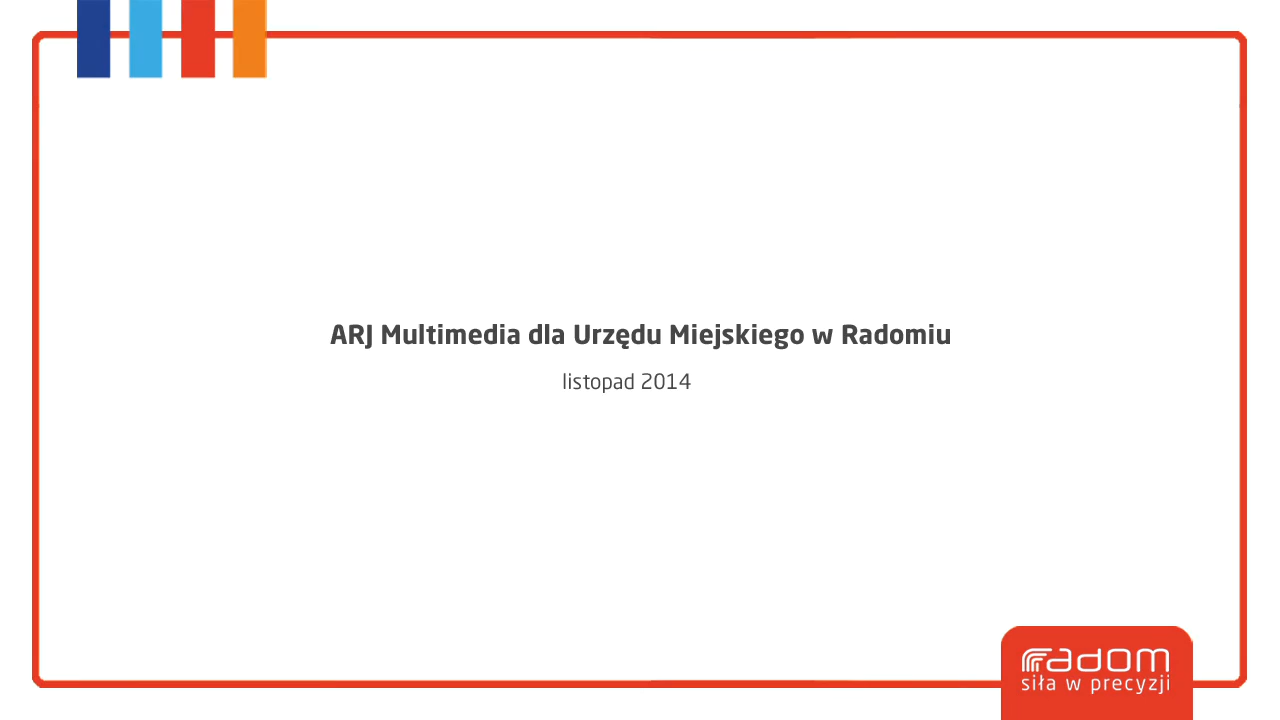 ARJ Multimedia dla Urzędu Miejskiego w Radomiu
listopad 2014
radom
siła w precyzji